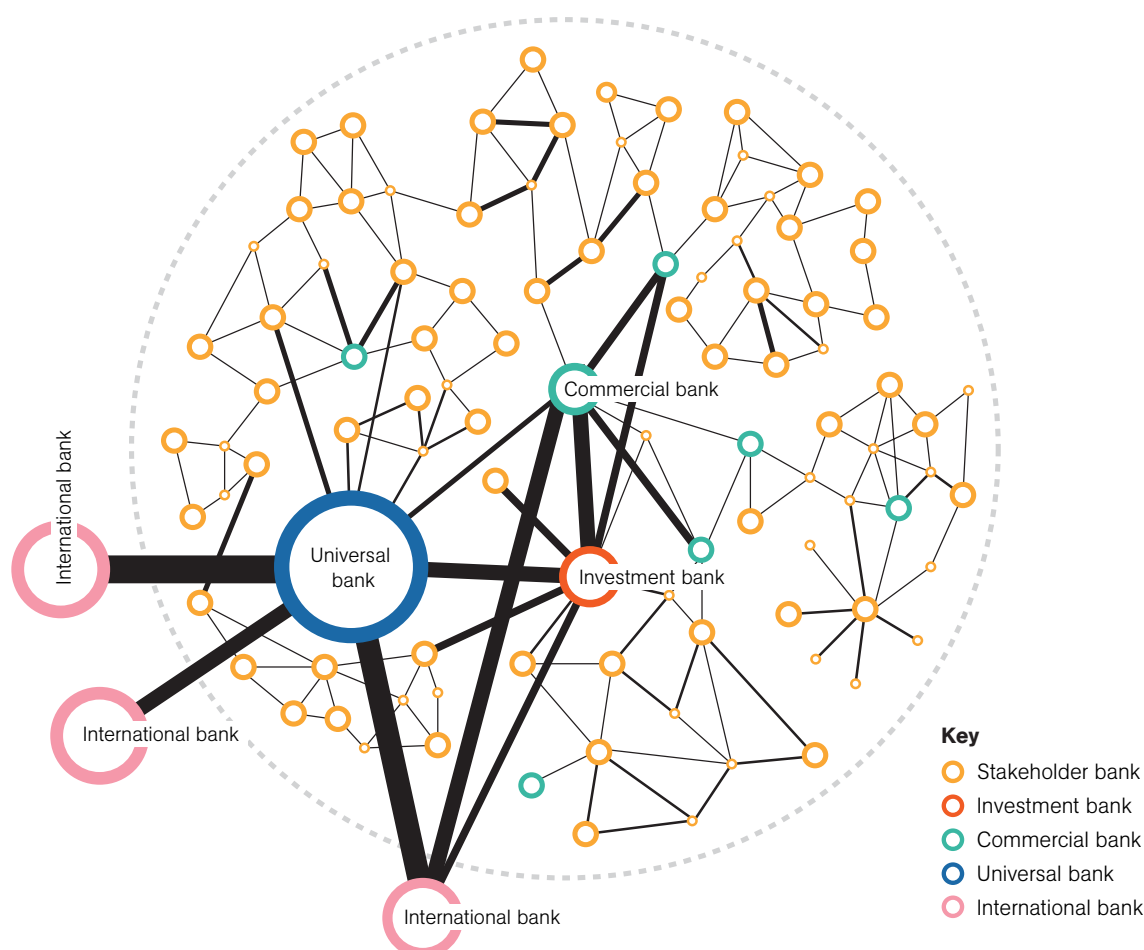 Commercial bank
International bank
Universal
bank
Investment bank
International bank
International bank
Key
Stakeholder bank
Investment bank
Commercial bank
Universal bank
International bank